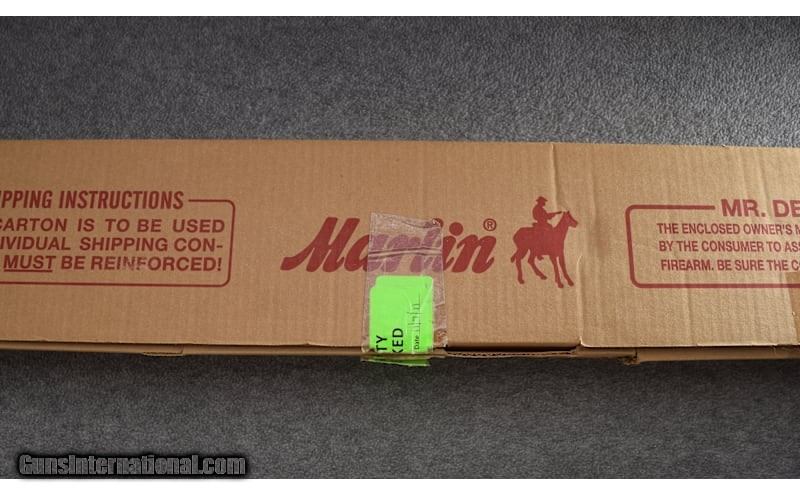 PPING INSTRUCTIONS
CARTON IS TO BE USED
IVIDUAL SHIPPING CON-
MUST BE REINFORCED!
Marlin®
MR. DE
THE ENCLOSED OWNER'S M
BY THE CONSUMER TO ASS
FIREARM. BE SURE THE C
TY
KED
Date
GunsInternational.com